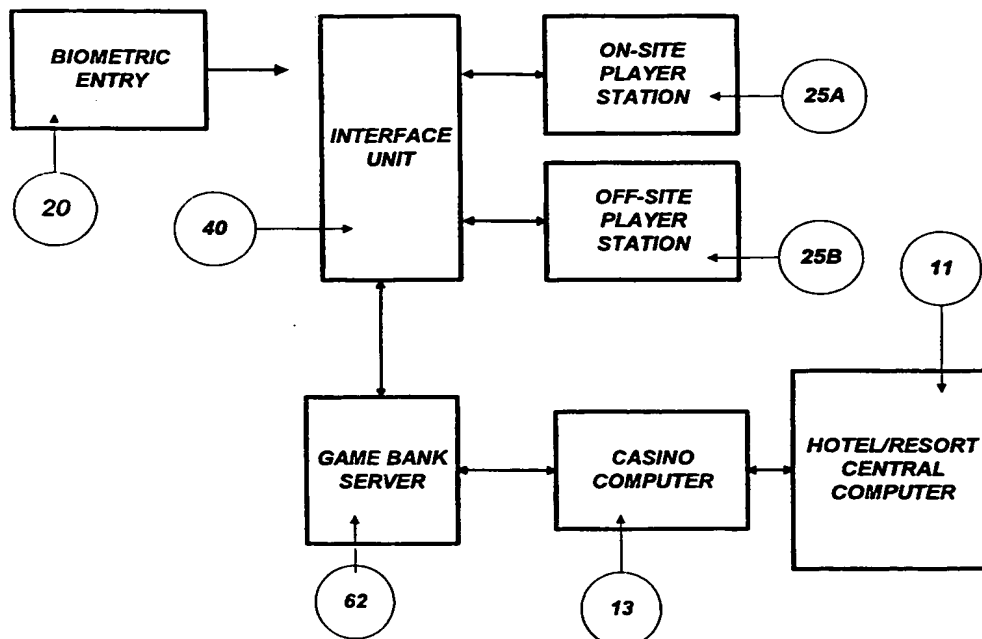 BIOMETRIC
ENTRY
20
INTERFACE
UNIT
40
ON-SITE
PLAYER
STATION
25A
OFF-SITE
PLAYER
STATION
25B
11
GAME BANK
SERVER
62
CASINO
COMPUTER
13
HOTEL/RESORT
CENTRAL
COMPUTER